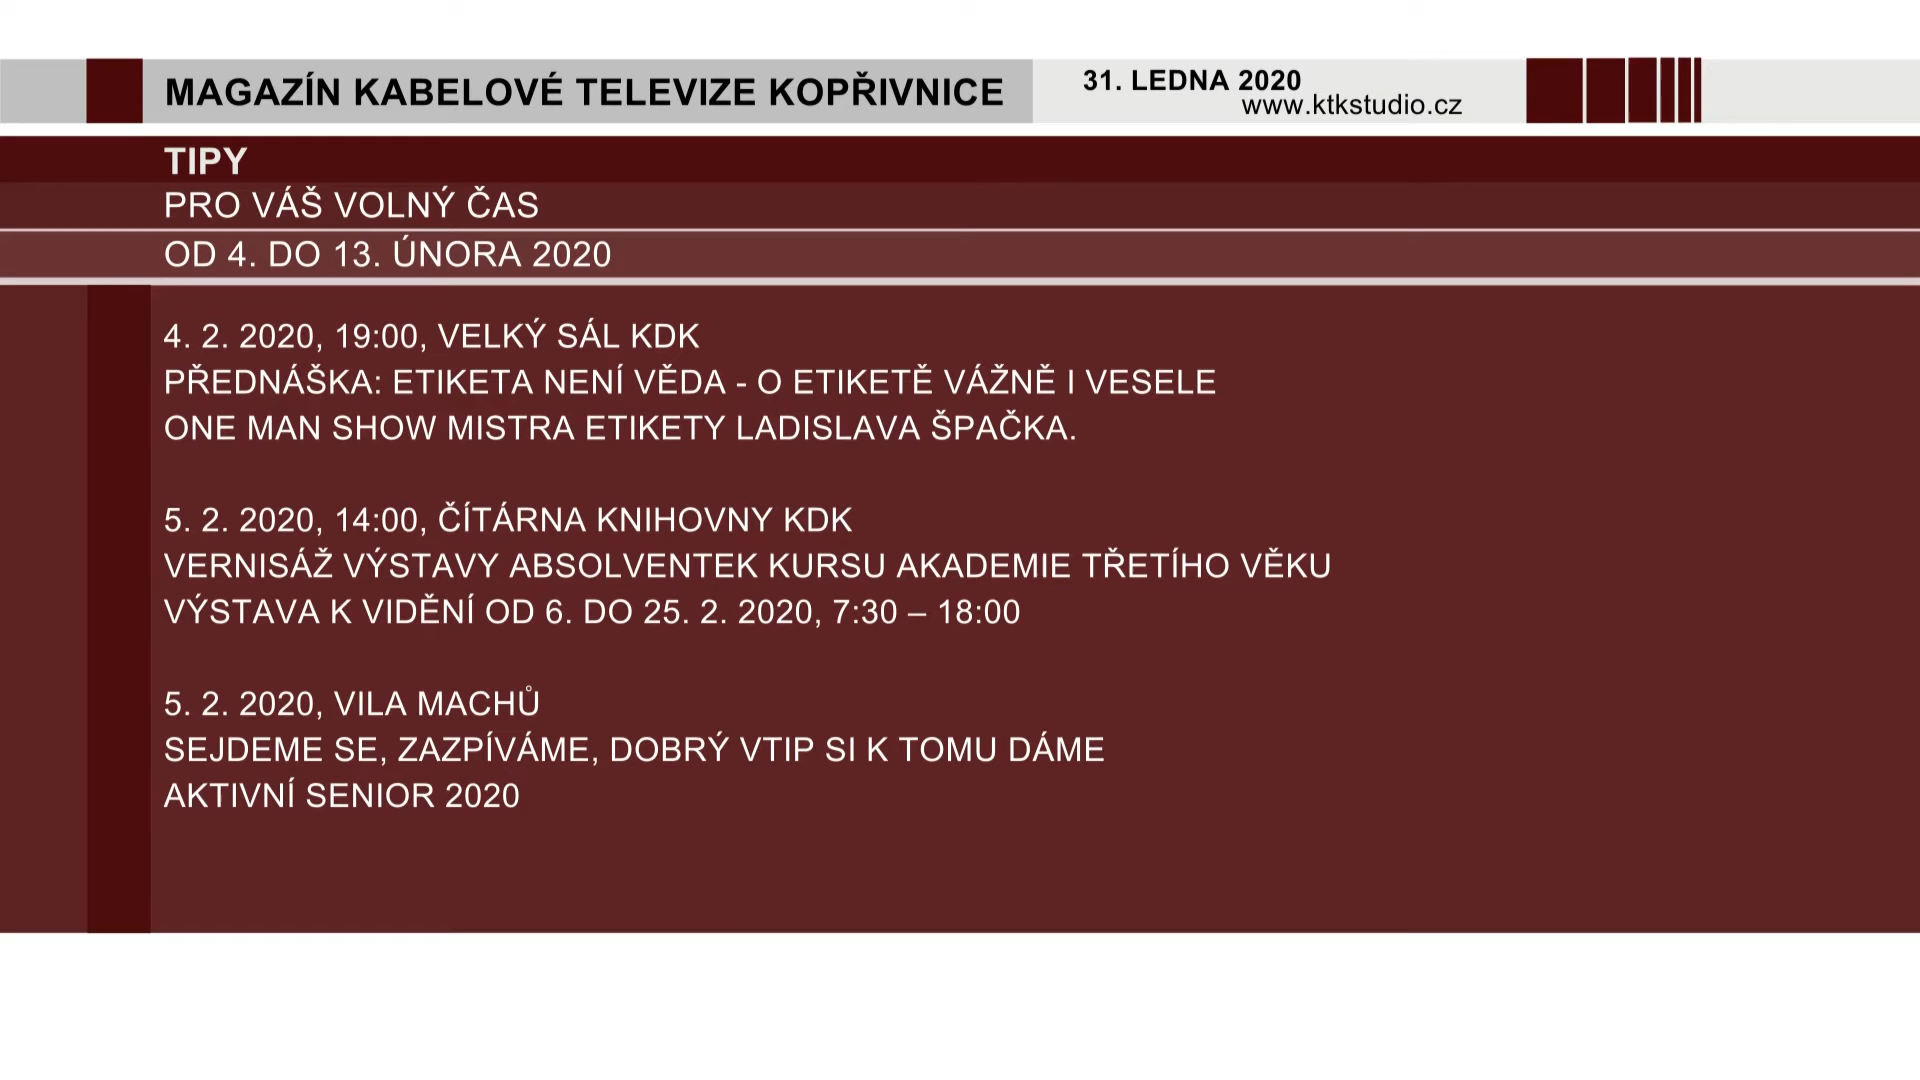 MAGAZÍN KABELOVÉ TELEVIZE KOPŘIVNICE
31. LEDNA 2020
www.ktkstudio.cz
TIPY
PRO VÁŠ VOLNÝ ČAS
OD 4. DO 13. ÚNORA 2020
4. 2. 2020, 19:00, VELKÝ SÁL KDK
PŘEDNÁŠKA: ETIKETA NENÍ VĚDA - O ETIKETĚ VÁŽNĚ I VESELE
ONE MAN SHOW MISTRA ETIKETY LADISLAVA ŠPAČKA.
5. 2. 2020, 14:00, ČÍTÁRNA KNIHOVNY KDK
VERNISÁŽ VÝSTAVY ABSOLVENTEK KURSU AKADEMIE TŘETÍHO VĚKU
VÝSTAVA K VIDĚNÍ OD 6. DO 25. 2. 2020, 7:30 – 18:00
5. 2. 2020, VILA MACHŮ
SEJDEME SE, ZAZPÍVÁME, DOBRÝ VTIP SI K TOMU DÁME
AKTIVNÍ SENIOR 2020